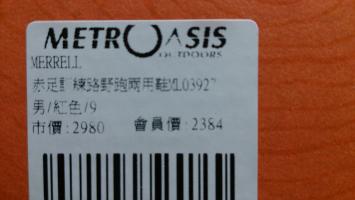 METROASIS
OUTDOORS
MERRELL
赤足訓練路野跑兩用鞋ML03927
男/紅色/9
市價:2980 會員價:2384